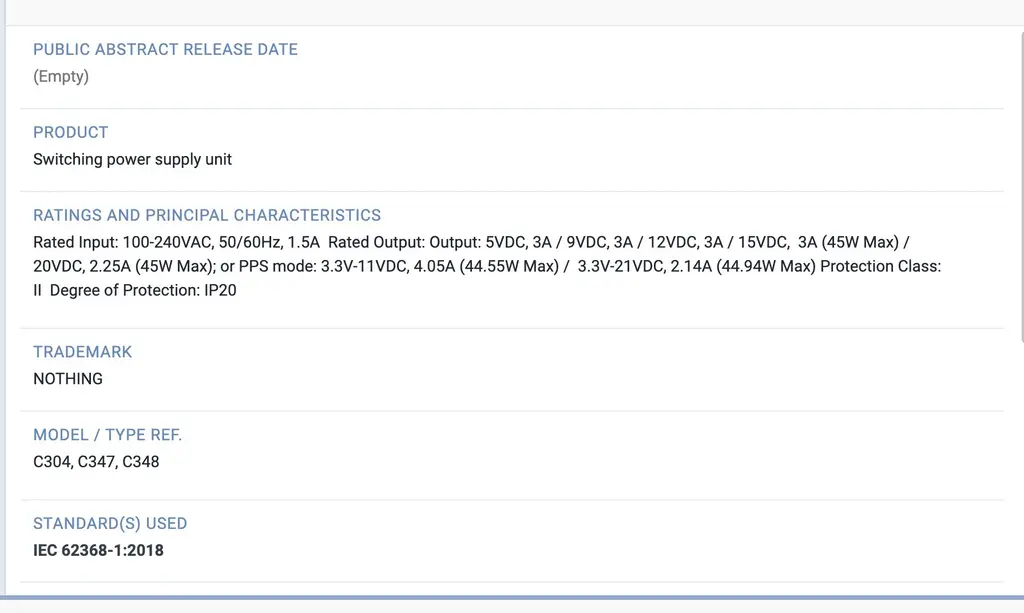 PUBLIC ABSTRACT RELEASE DATE
(Empty)
PRODUCT
Switching power supply unit
RATINGS AND PRINCIPAL CHARACTERISTICS
Rated Input: 100-240VAC, 50/60Hz, 1.5A  Rated Output: Output: 5VDC, 3A / 9VDC, 3A / 12VDC, 3A / 15VDC,  3A (45W Max) /
20VDC, 2.25A (45W Max); or PPS mode: 3.3V-11VDC, 4.05A (44.55W Max) /  3.3V-21VDC, 2.14A (44.94W Max) Protection Class:
II  Degree of Protection: IP20
TRADEMARK
NOTHING
MODEL / TYPE REF.
C304, C347, C348
STANDARD(S) USED
IEC 62368-1:2018